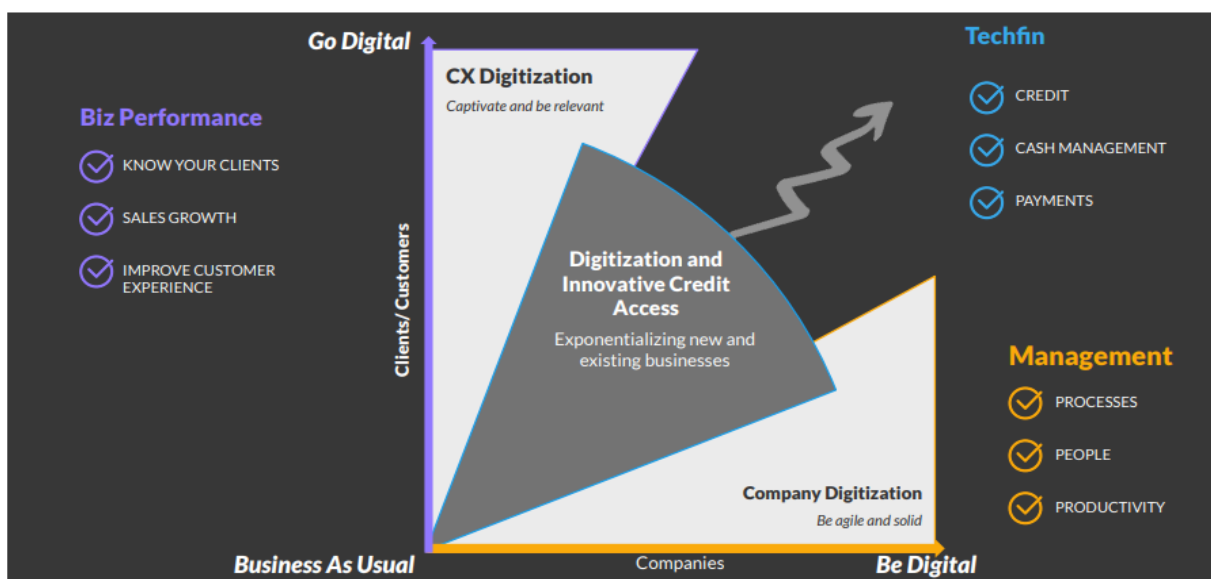 Go Digital
Techfin
CX Digitization
Captivate and be relevant
CREDIT
Biz Performance
CASH MANAGEMENT
KNOW YOUR CLIENTS
PAYMENTS
SALES GROWTH
IMPROVE CUSTOMER
EXPERIENCE
Clients/ Customers
Digitization and
Innovative Credit
Access
Exponentializing new and
existing businesses
Management
PROCESSES
PEOPLE
PRODUCTIVITY
Company Digitization
Be agile and solid
Business As Usual
Companies
Be Digital